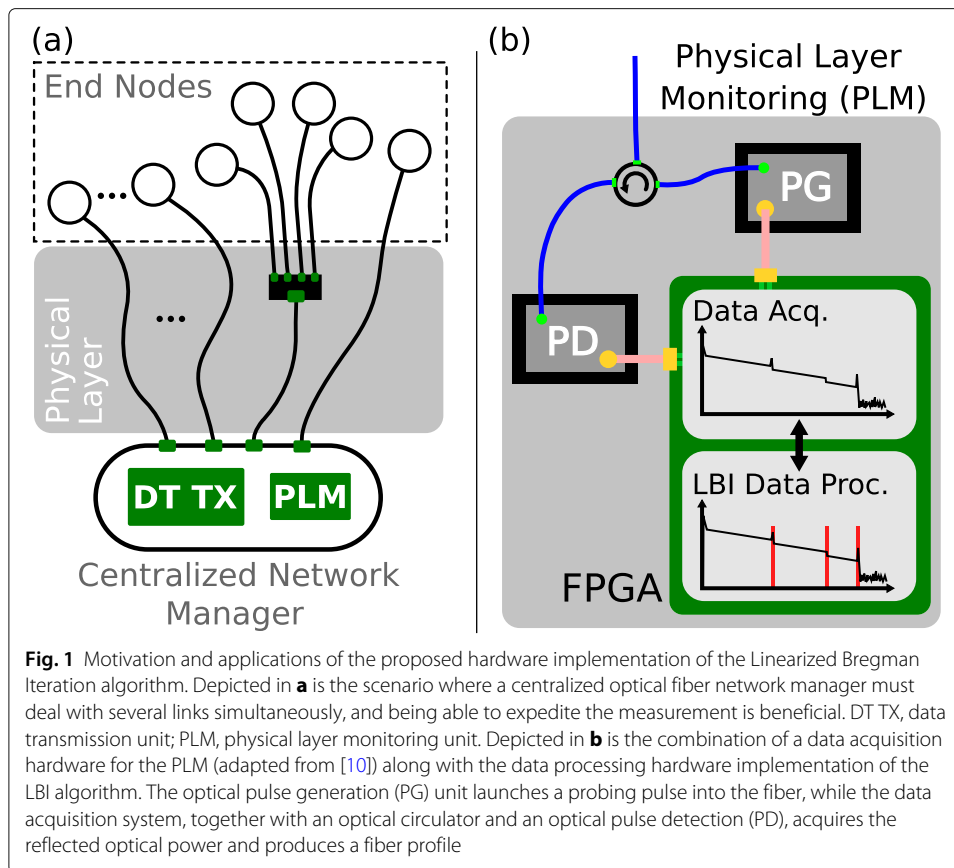 (a)
End Nodes
...
...
Physical
Layer
DT TX
PLM
Centralized Network
Manager
(b)
Physical Layer
Monitoring (PLM)
PG
PD
Data Acq.
LBI Data Proc.
FPGA
Fig. 1 Motivation and applications of the proposed hardware implementation of the Linearized Bregman
Iteration algorithm. Depicted in a is the scenario where a centralized optical fiber network manager must
deal with several links simultaneously, and being able to expedite the measurement is beneficial. DT TX, data
transmission unit; PLM, physical layer monitoring unit. Depicted in b is the combination of a data acquisition
hardware for the PLM (adapted from [10]) along with the data processing hardware implementation of the
LBI algorithm. The optical pulse generation (PG) unit launches a probing pulse into the fiber, while the data
acquisition system, together with an optical circulator and an optical pulse detection (PD), acquires the
reflected optical power and produces a fiber profile